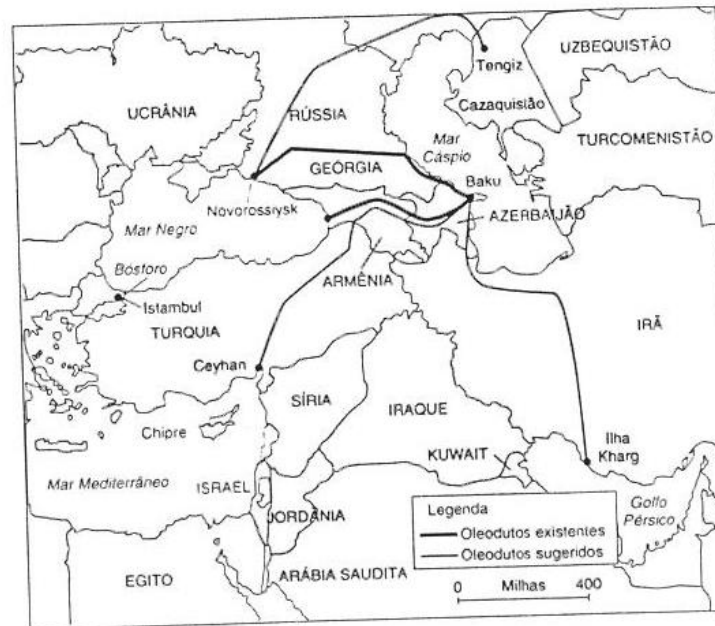 UZBEQUISTÃO
Tengiz
Cazaquisião
UCRÂNIA
RÚSSIA
TURCOMENISTÃO
Mar
Cáspio
GEÓRGIA
Baku
Novorossiysk
Mar Negro
AZERBAIJÃO
Bósforo
ARMÊNIA
Istambul
TURQUIA
IRÃ
Ceyhan
SÍRIA
IRAQUE
Chipre
KUWAIT
Ilha
Kharg
Mar Mediterrâneo
ISRAEL
Legenda
Golfo
Pérsico
JORDÂNIA
Oleodutos existentes
Oleodutos sugeridos
EGITO
ARÁBIA SAUDITA
0 Milhas 400